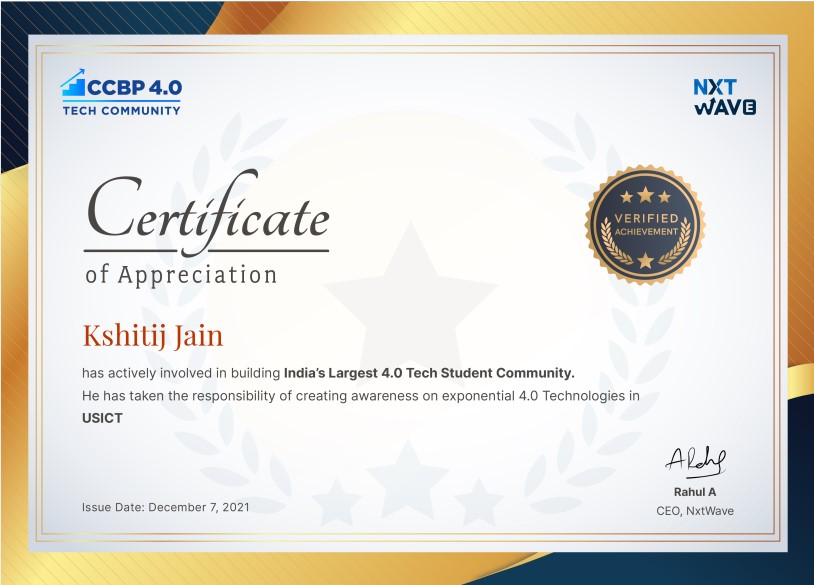 CCBP 4.0
TECH COMMUNITY
NXT
WAVE
Certificate
of Appreciation
VERIFIED
ACHIEVEMENT
Kshitij Jain
has actively involved in building India’s Largest 4.0 Tech Student Community.
He has taken the responsibility of creating awareness on exponential 4.0 Technologies in
USICT
Issue Date: December 7, 2021
Rahul A
CEO, NxtWave